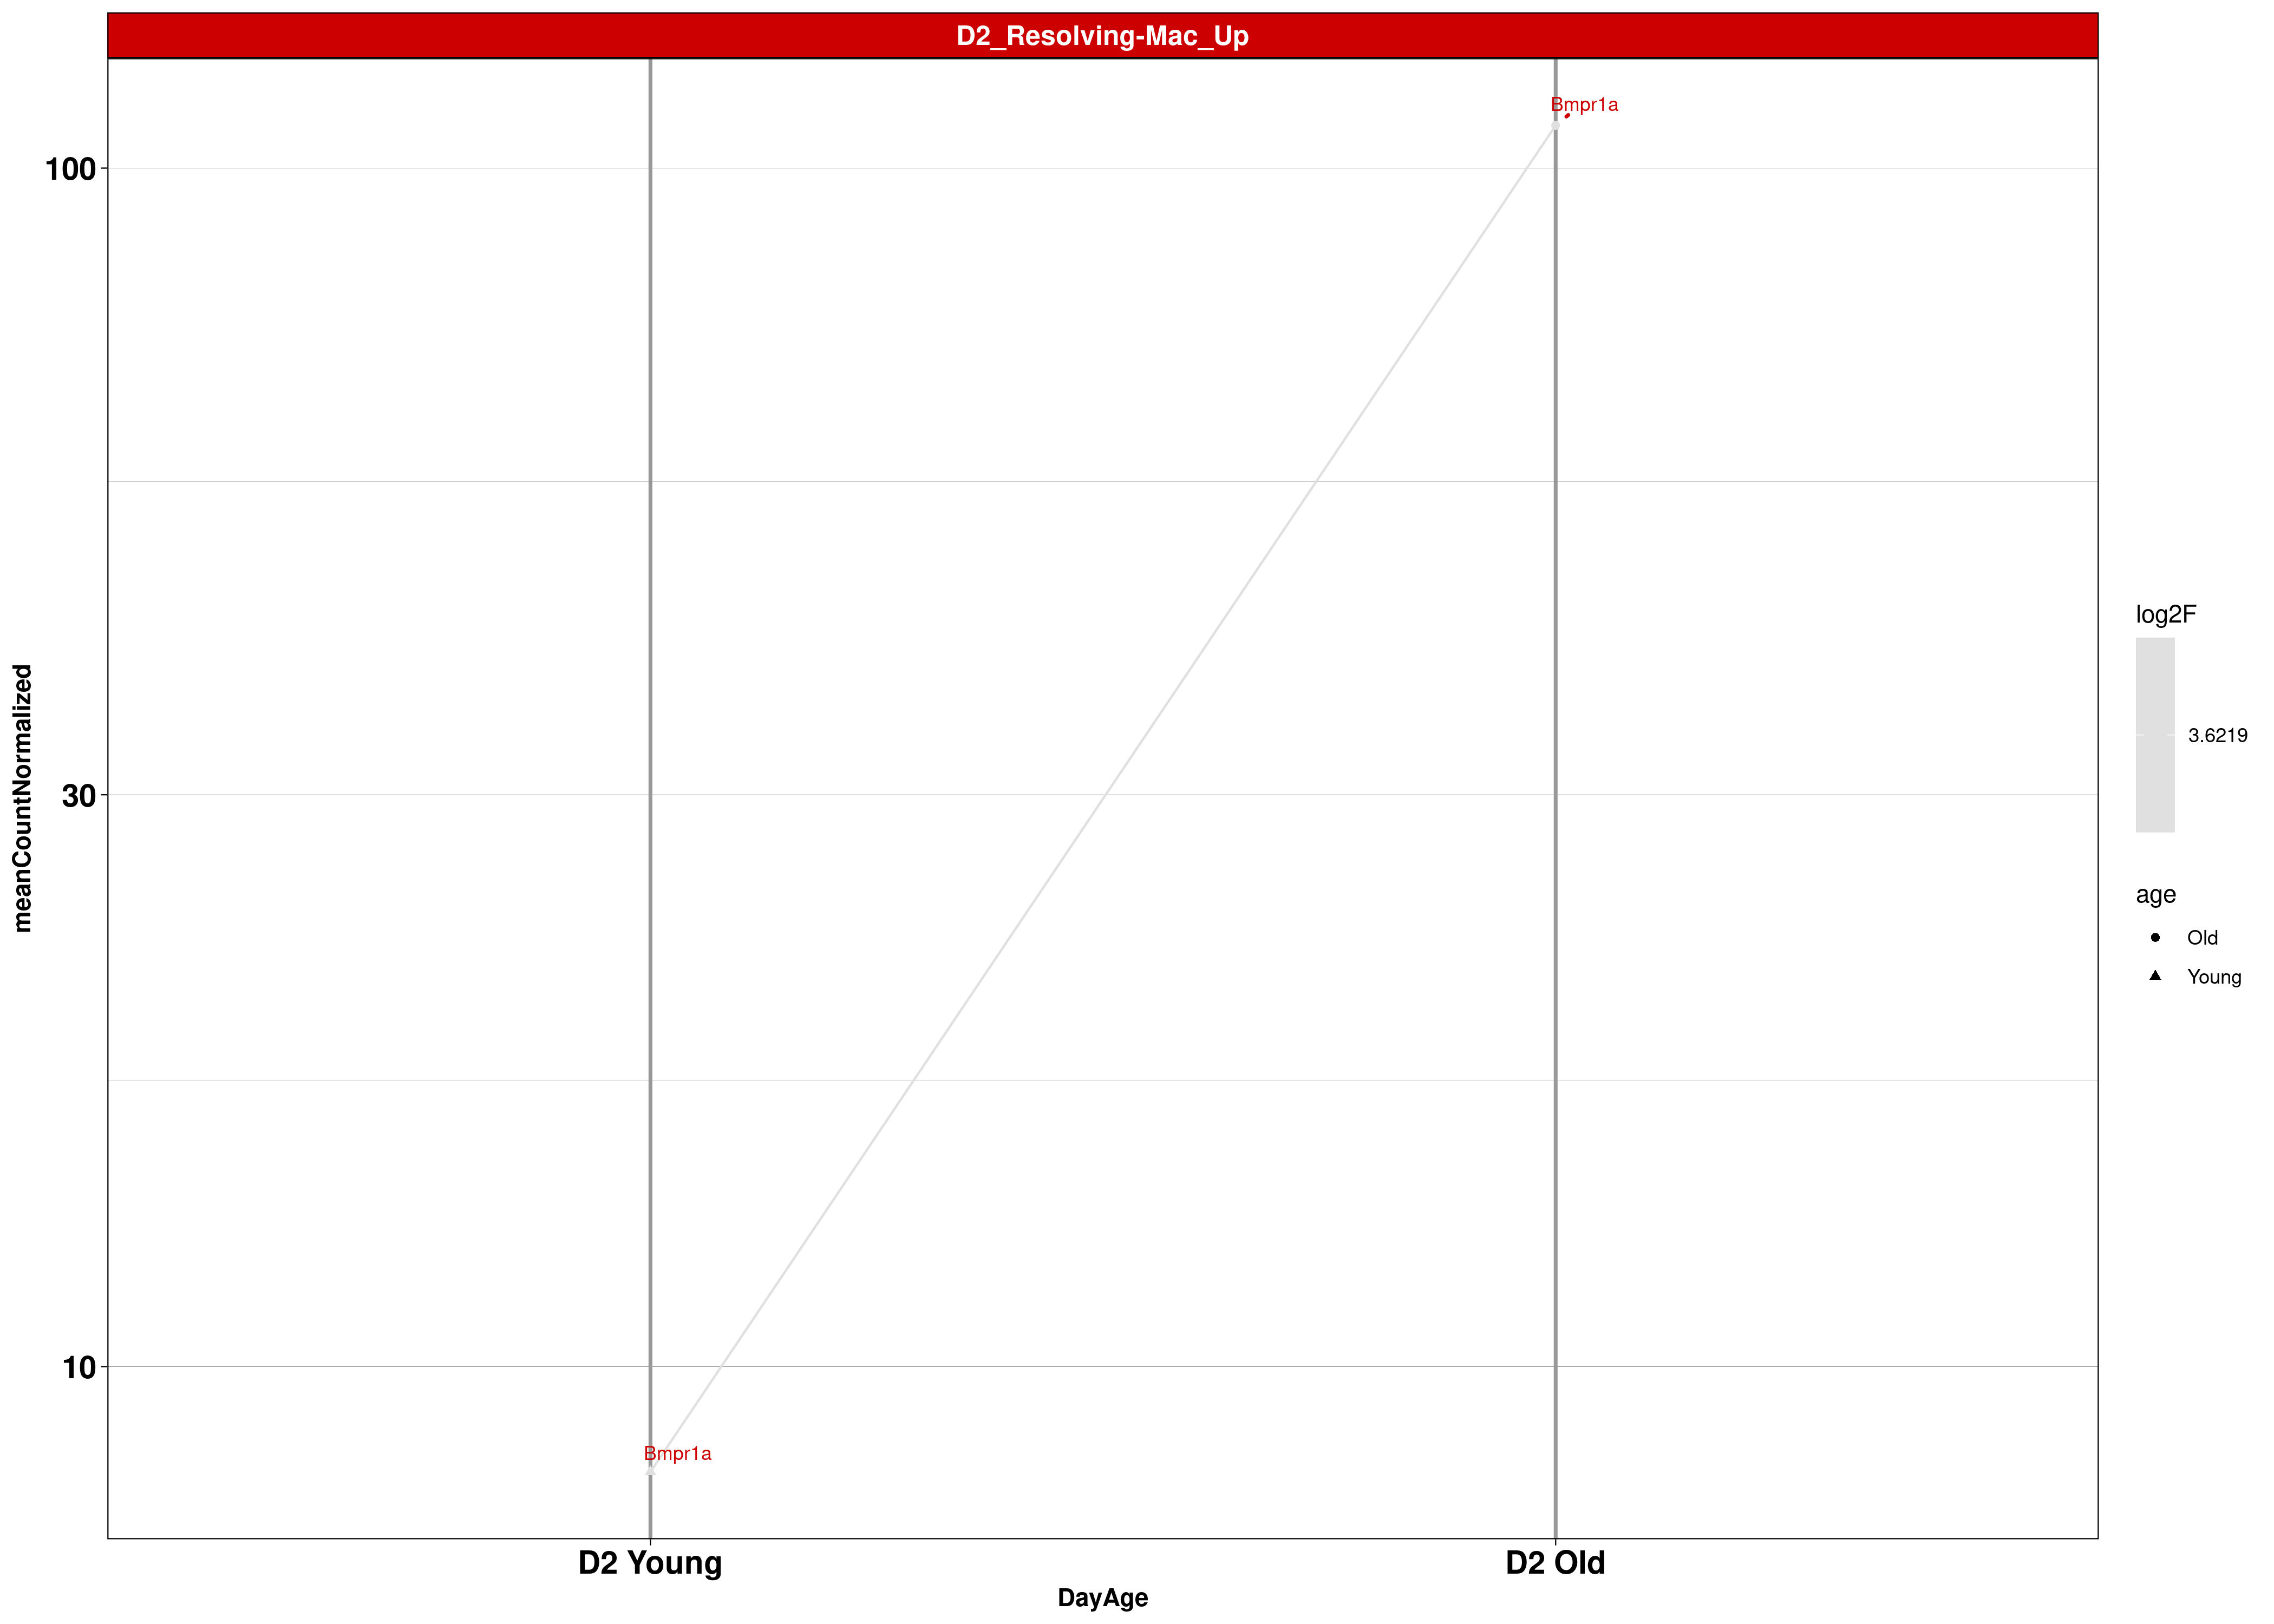 D2_Resolving-Mac_Up
meanCountNormalized
100
30
10
Bmpr1a
Bmpr1a
D2 Young
D2 Old
DayAge
log2F
3.6219
age
Old
Young